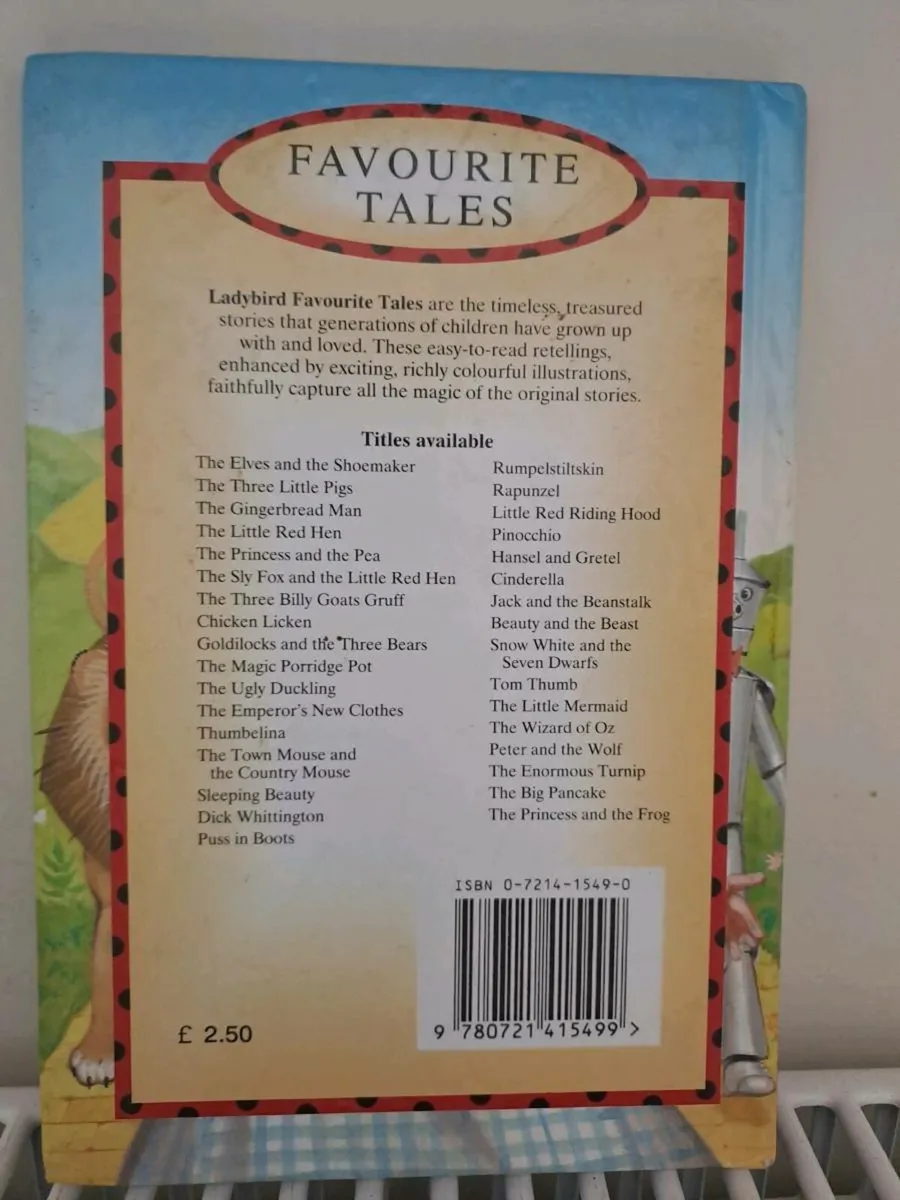 FAVOURITE
TALES
Ladybird Favourite Tales are the timeless, treasured
stories that generations of children have grown up
with and loved. These easy-to-read retellings,
enhanced by exciting, richly colourful illustrations,
faithfully capture all the magic of the original stories.
Titles available
The Elves and the Shoemaker
The Three Little Pigs
The Gingerbread Man
The Little Red Hen
The Princess and the Pea
The Sly Fox and the Little Red Hen
The Three Billy Goats Gruff
Chicken Licken
Goldilocks and the Three Bears
The Magic Porridge Pot
The Ugly Duckling
The Emperor's New Clothes
Thumbelina
The Town Mouse and
the Country Mouse
Sleeping Beauty
Dick Whittington
Puss in Boots
Rumpelstiltskin
Rapunzel
Little Red Riding Hood
Pinocchio
Hansel and Gretel
Cinderella
Jack and the Beanstalk
Beauty and the Beast
Snow White and the
Seven Dwarfs
Tom Thumb
The Little Mermaid
The Wizard of Oz
Peter and the Wolf
The Enormous Turnip
The Big Pancake
The Princess and the Frog
ISBN 0-7214-1549-0
9 780721 415499 >
£ 2.50